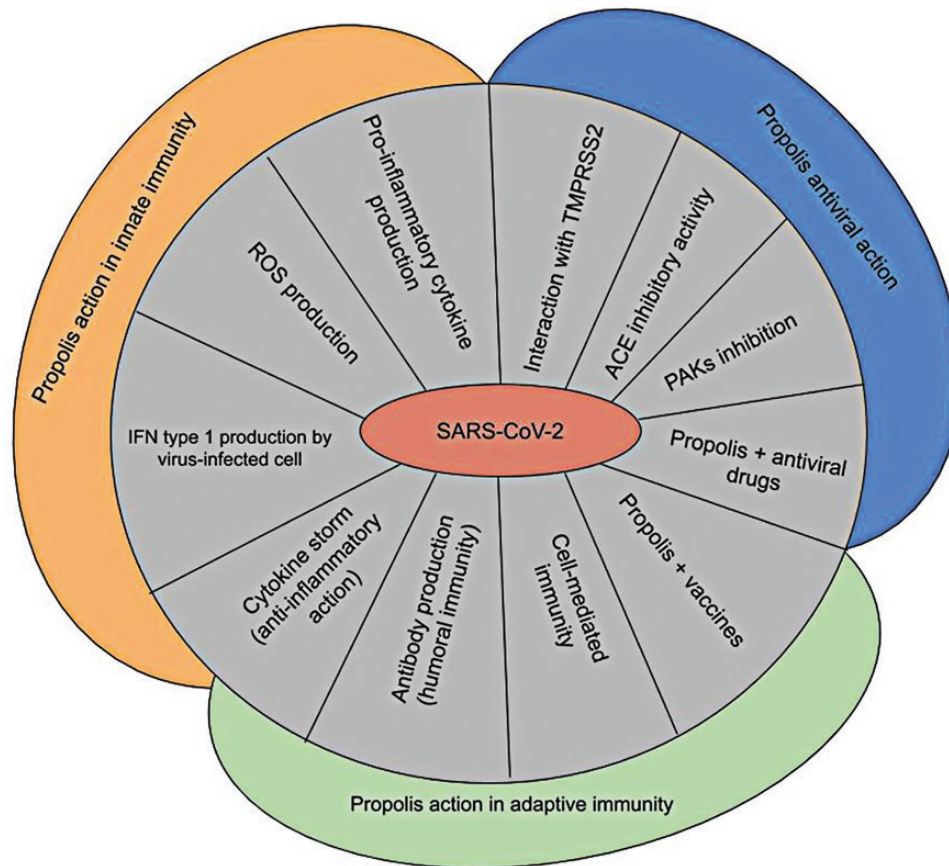 Propolis action in innate immunity
Propolis antiviral action
Pro-inflammatory cytokine
production
Interaction with TMPRSS2
ROS production
ACE inhibitory activity
PAKs inhibition
IFN type 1 production by
virus-infected cell
SARS-CoV-2
Propolis + antiviral
drugs
Cytokine storm
(anti-inflammatory
action)
Antibody production
(humoral immunity)
Cell-mediated
immunity
Propolis + vaccines
Propolis action in adaptive immunity